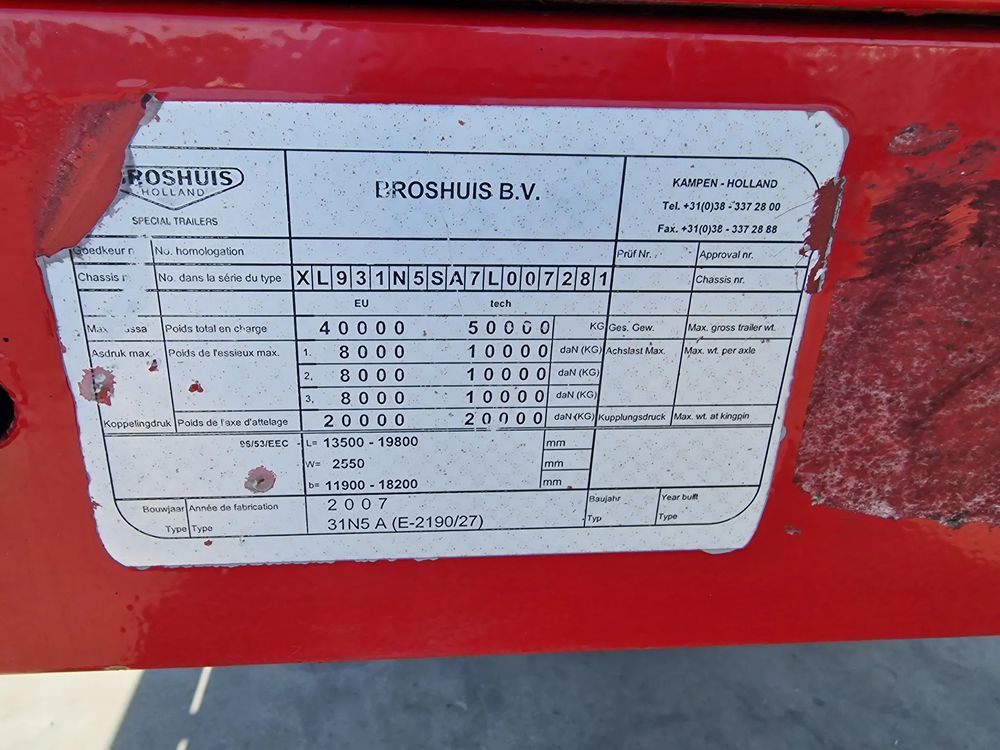 ROSHUIS
HOLLAND
SPECIAL TRAILERS
BROSHUIS B.V.
KAMPEN - HOLLAND
Tel. +31(0)38 - 337 28 00
Fax. +31(0)38 - 337 28 88
Goedkeur n No. homologation Prüf Nr. Approval nr.
Chassis No. dans la série du type XL931N5SA7L007281 Chassis nr.
EU tech
Max ssa Poids total en charge 40000 50000 KG Ges. Gew. Max. gross trailer wt.
Asdruk max. Poids de l'essieux max. 1. 8000 10000 daN (KG) Achslast Max. Max. wt. per axle
2. 8000 10000 daN (KG)
3. 8000 10000 daN (KG)
Koppelingdruk Poids de l'axe d'attelage 20000 20000 daN (KG) Kupplungsdruck Max. wt. at kingpin
96/53/EEC - L= 13500 - 19800 mm
W= 2550 mm
b= 11900 - 18200 mm
Bouwjaar Année de fabrication 2007 Baujahr Year built
Type Type 31N5 A (E-2190/27) Typ Type